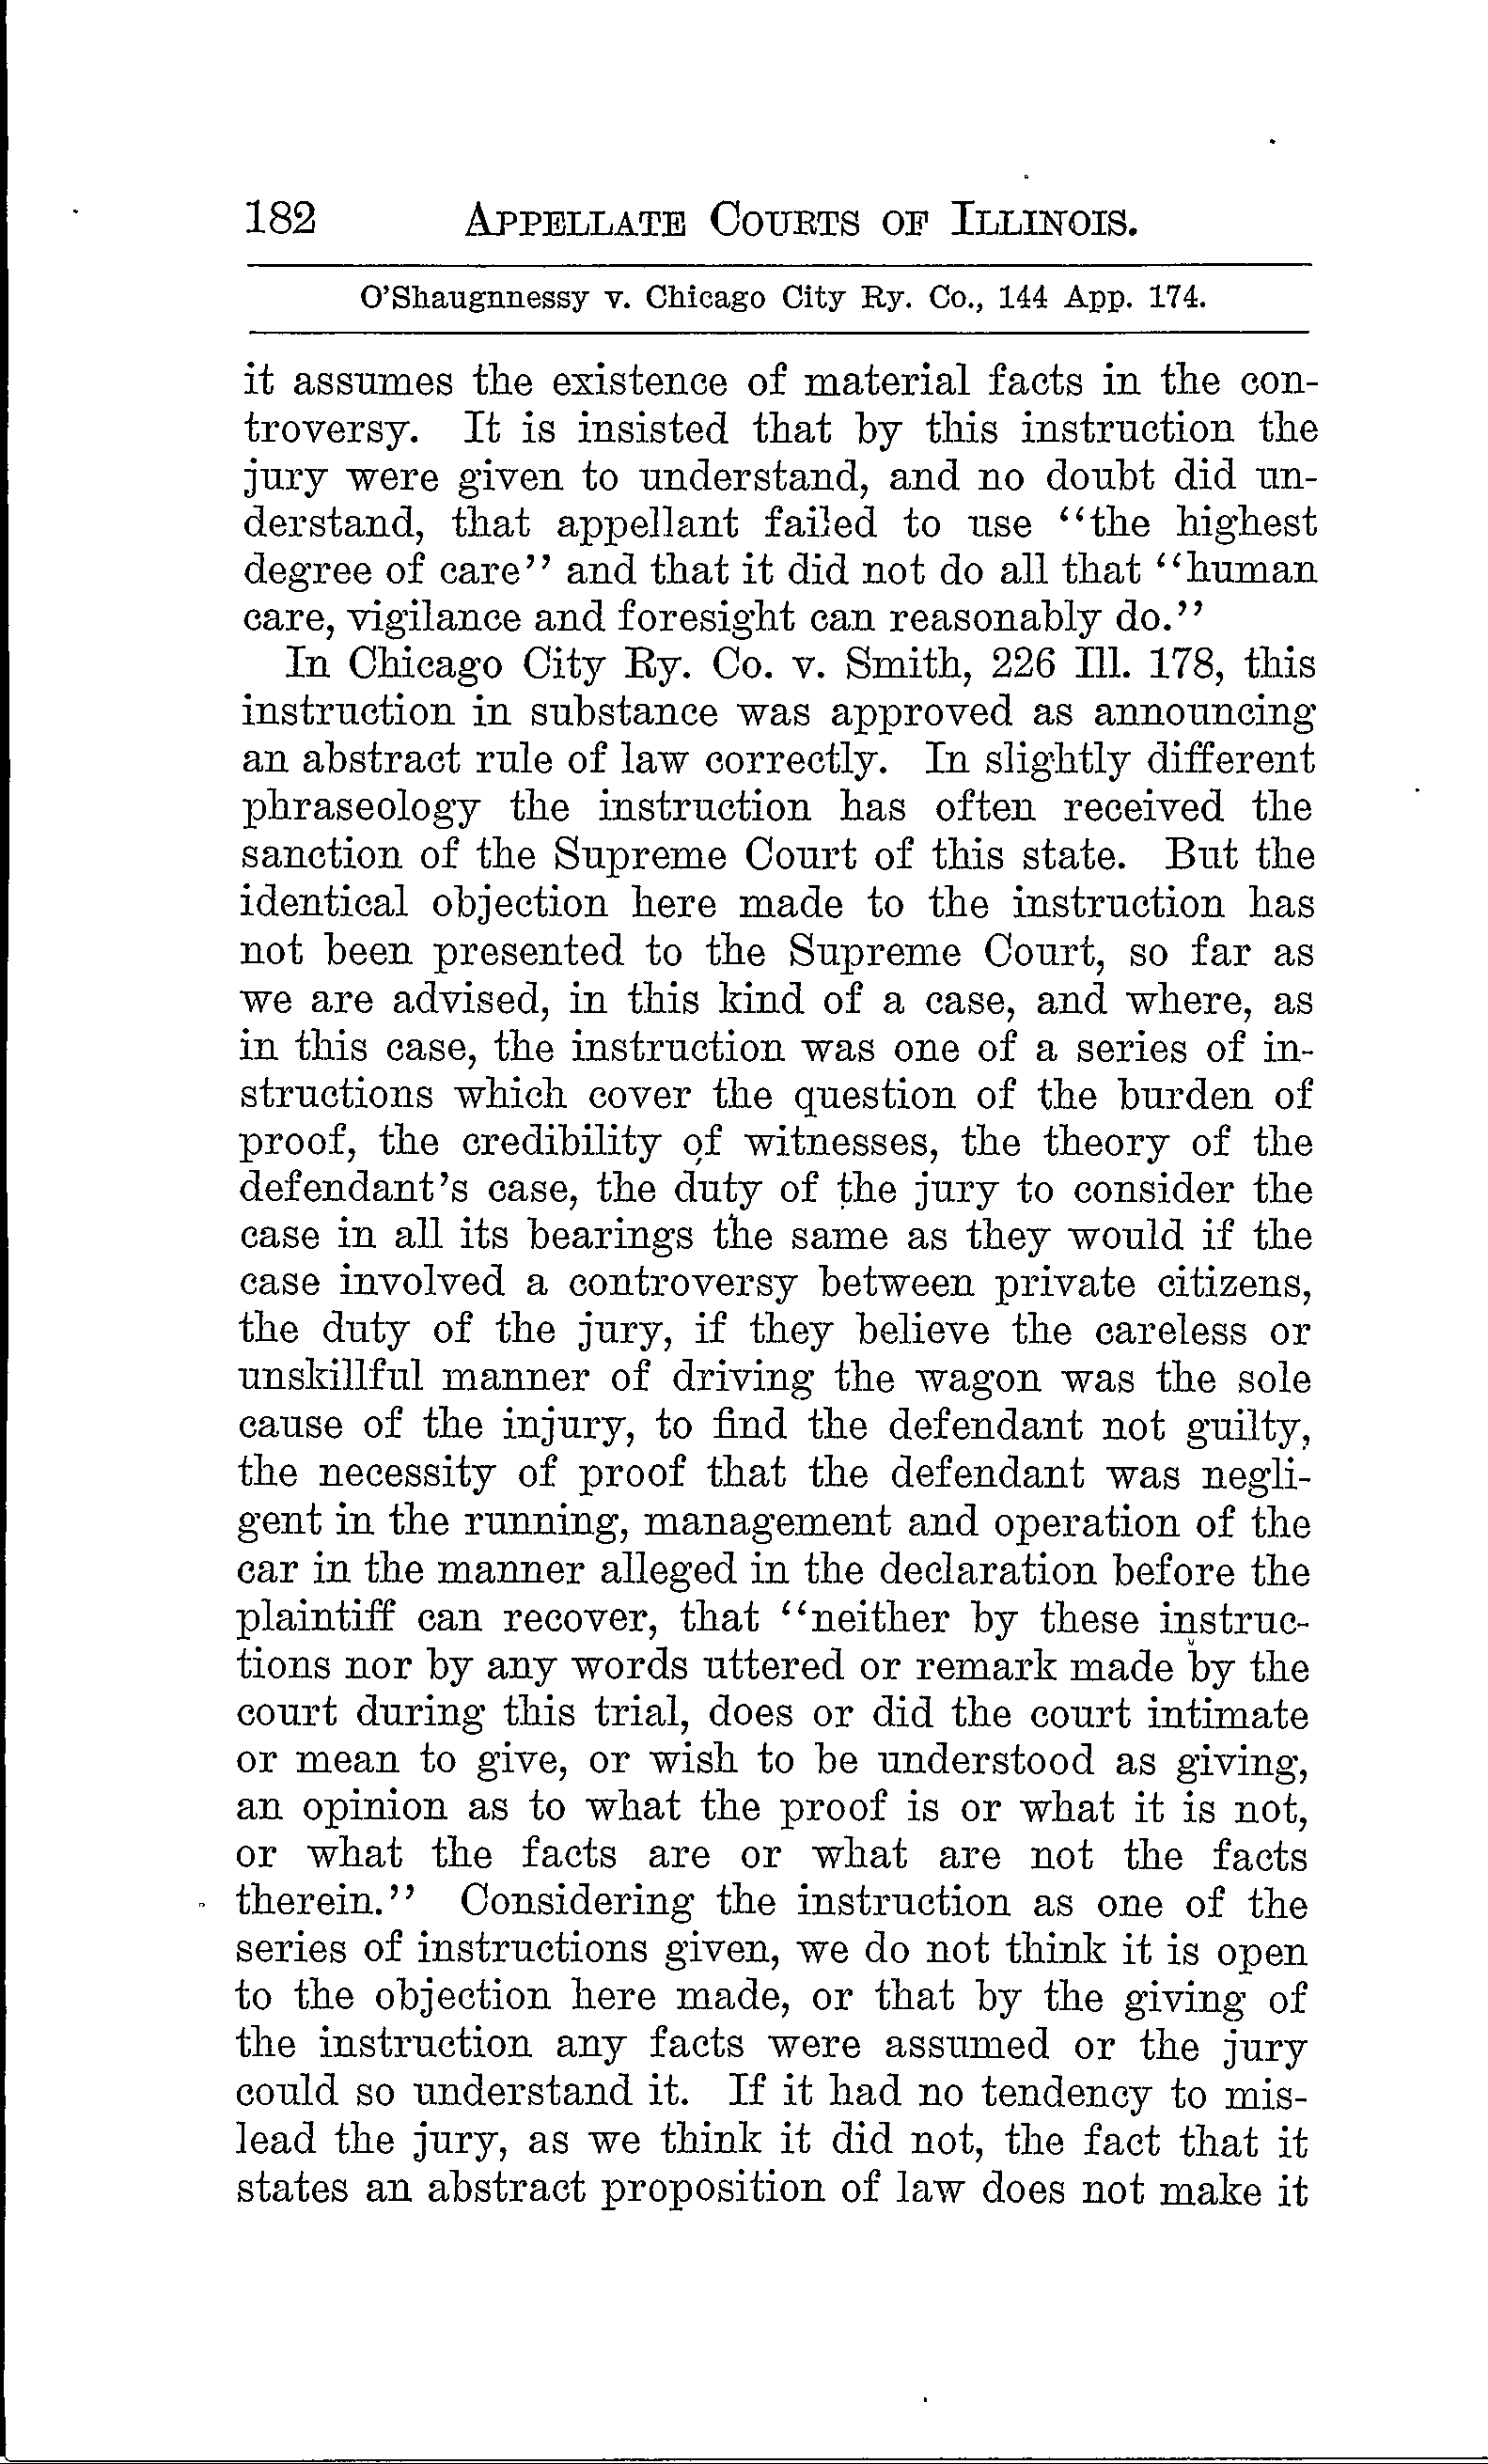 182 APPELLATE COURTS OF ILLINOIS.
O'Shaugnnessy v. Chicago City Ry. Co., 144 App. 174.
it assumes the existence of material facts in the con-
troversy. It is insisted that by this instruction the
jury were given to understand, and no doubt did un-
derstand, that appellant failed to use "the highest
degree of care" and that it did not do all that "human
care, vigilance and foresight can reasonably do."
In Chicago City Ry. Co. v. Smith, 226 Ill. 178, this
instruction in substance was approved as announcing
an abstract rule of law correctly. In slightly different
phraseology the instruction has often received the
sanction of the Supreme Court of this state. But the
identical objection here made to the instruction has
not been presented to the Supreme Court, so far as
we are advised, in this kind of a case, and where, as
in this case, the instruction was one of a series of in-
structions which cover the question of the burden of
proof, the credibility of witnesses, the theory of the
defendant's case, the duty of the jury to consider the
case in all its bearings the same as they would if the
case involved a controversy between private citizens,
the duty of the jury, if they believe the careless or
unskillful manner of driving the wagon was the sole
cause of the injury, to find the defendant not guilty,
the necessity of proof that the defendant was negli-
gent in the running, management and operation of the
car in the manner alleged in the declaration before the
plaintiff can recover, that "neither by these instruc-
tions nor by any words uttered or remark made by the
court during this trial, does or did the court intimate
or mean to give, or wish to be understood as giving,
an opinion as to what the proof is or what it is not,
or what the facts are or what are not the facts
therein." Considering the instruction as one of the
series of instructions given, we do not think it is open
to the objection here made, or that by the giving of
the instruction any facts were assumed or the jury
could so understand it. If it had no tendency to mis-
lead the jury, as we think it did not, the fact that it
states an abstract proposition of law does not make it